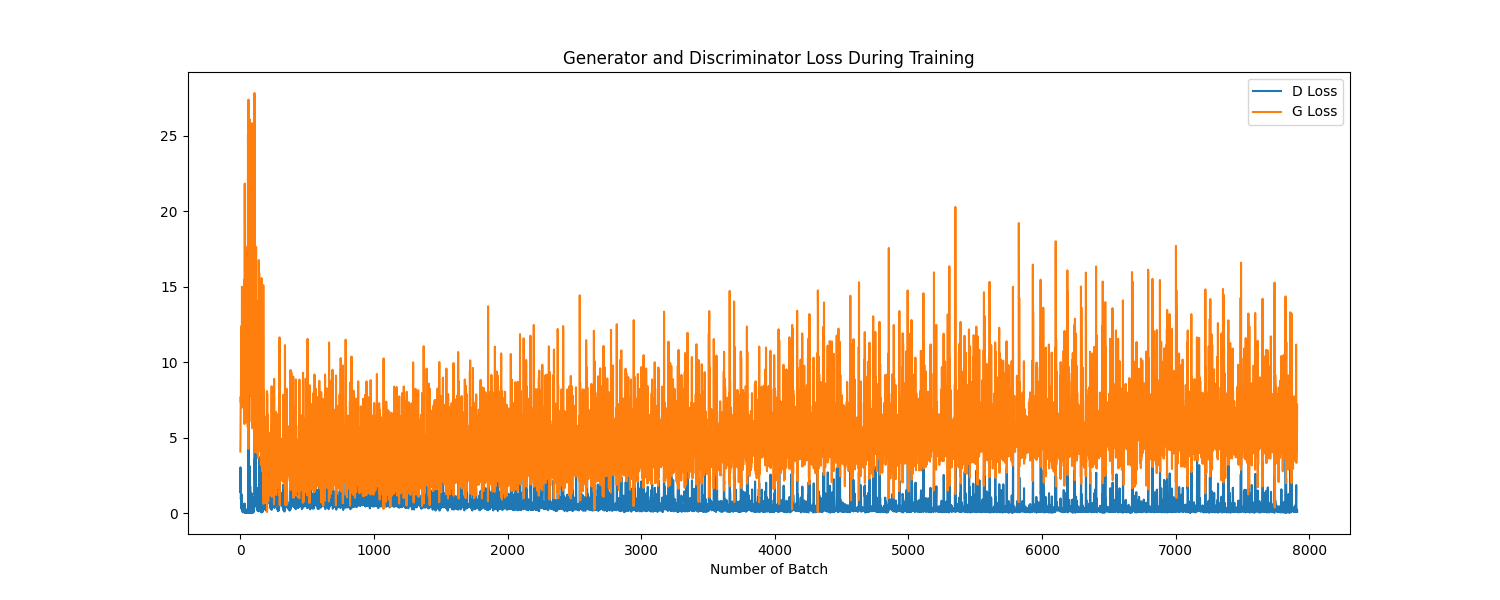 Generator and Discriminator Loss During Training
D Loss
G Loss
25
20
15
10
5
0
0 1000 2000 3000 4000 5000 6000 7000 8000
Number of Batch